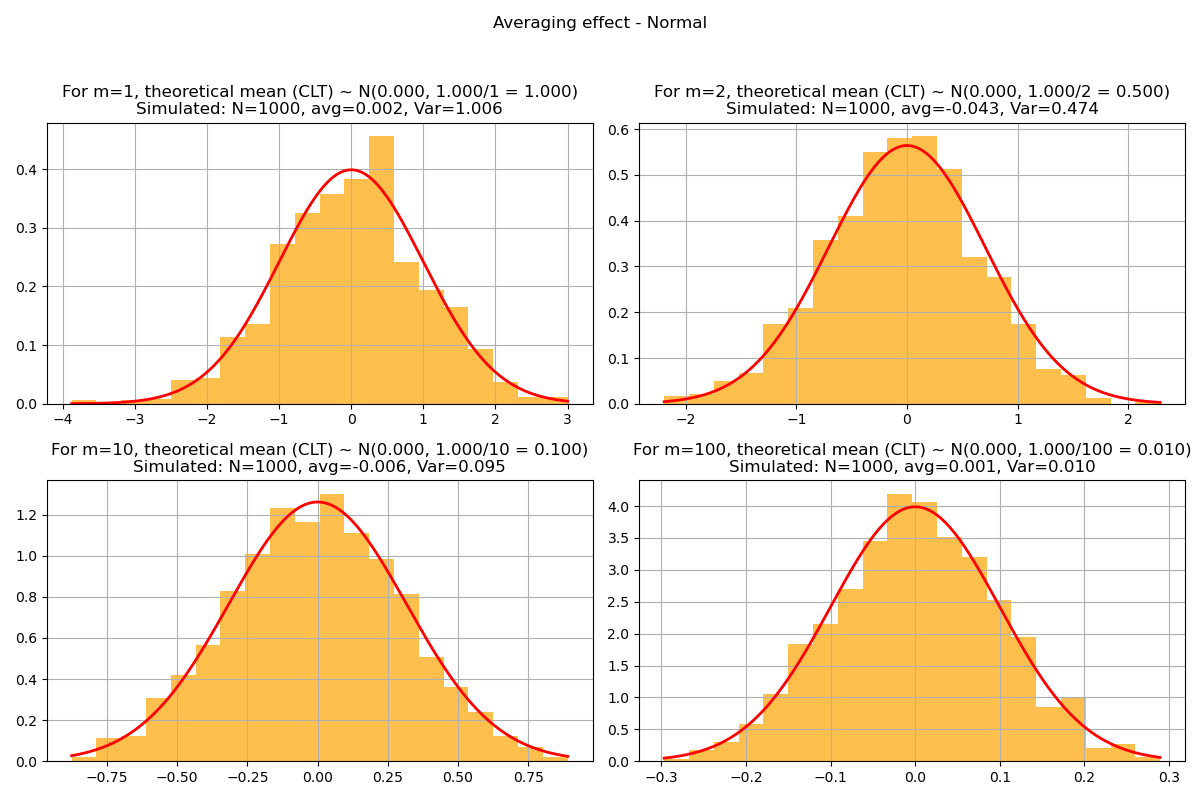 Averaging effect - Normal
For m=1, theoretical mean (CLT) ~ N(0.000, 1.000/1 = 1.000)
Simulated: N=1000, avg=0.002, Var=1.006
0.4
0.3
0.2
0.1
0.0
−4 −3 −2 −1 0 1 2 3
For m=2, theoretical mean (CLT) ~ N(0.000, 1.000/2 = 0.500)
Simulated: N=1000, avg=-0.043, Var=0.474
0.6
0.5
0.4
0.3
0.2
0.1
0.0
−2 −1 0 1 2
For m=10, theoretical mean (CLT) ~ N(0.000, 1.000/10 = 0.100)
Simulated: N=1000, avg=-0.006, Var=0.095
1.2
1.0
0.8
0.6
0.4
0.2
0.0
−0.75 −0.50 −0.25 0.00 0.25 0.50 0.75
For m=100, theoretical mean (CLT) ~ N(0.000, 1.000/100 = 0.010)
Simulated: N=1000, avg=0.001, Var=0.010
4.0
3.5
3.0
2.5
2.0
1.5
1.0
0.5
0.0
−0.3 −0.2 −0.1 0.0 0.1 0.2 0.3